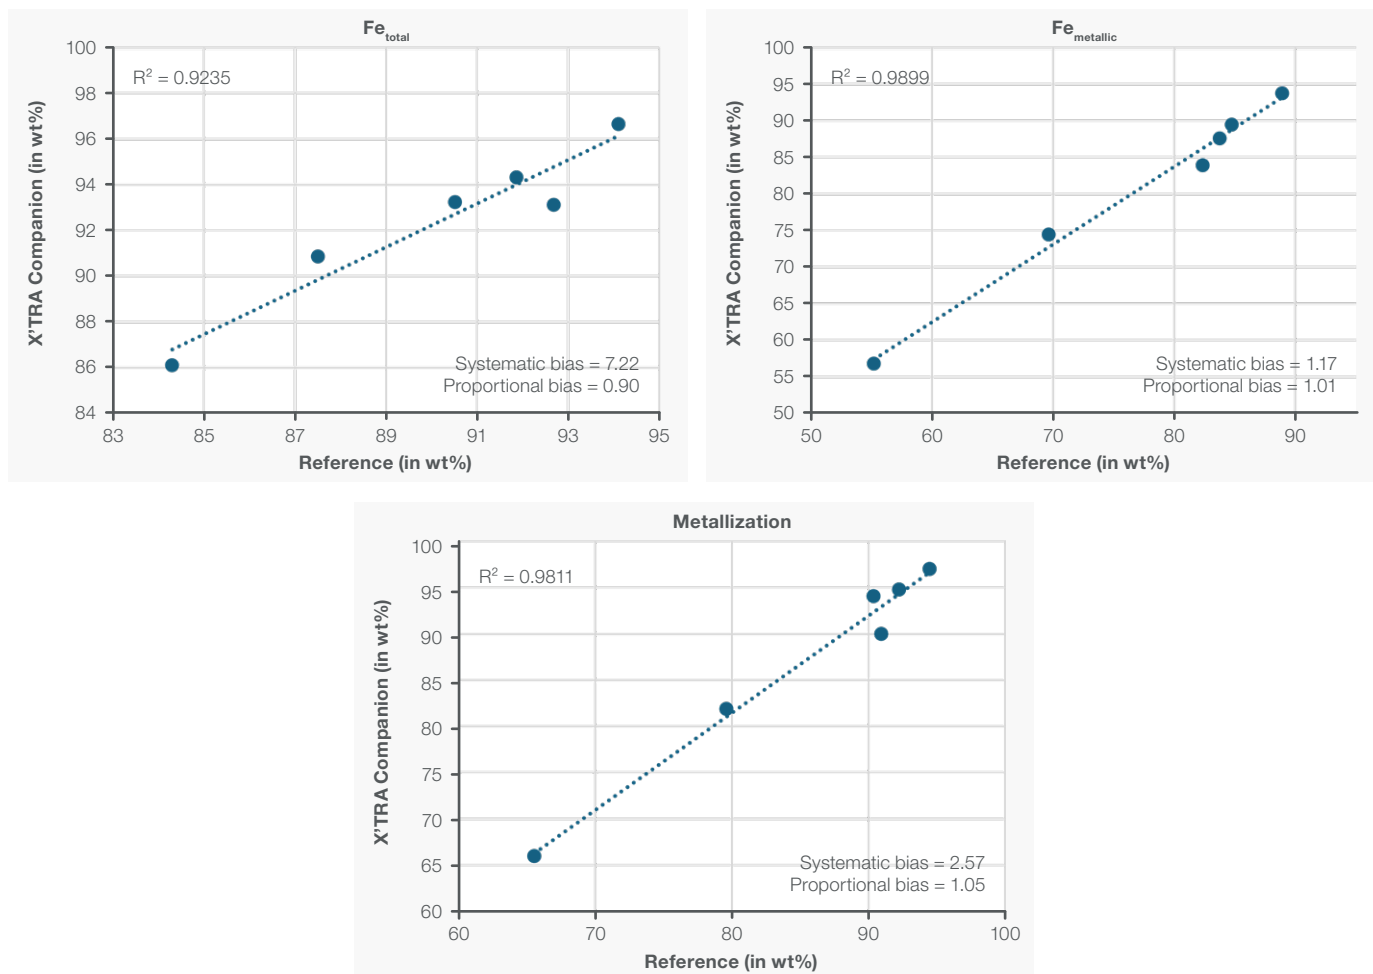 Fe total
100
98
96
94
92
90
88
86
84
R² = 0.9235
Systematic bias = 7.22
Proportional bias = 0.90
83 85 87 89 91 93 95
Reference (in wt%)
X'TRA Companion (in wt%)
Fe metallic
100
95
90
85
80
75
70
65
60
55
50
R² = 0.9899
Systematic bias = 1.17
Proportional bias = 1.01
50 60 70 80 90
Reference (in wt%)
X'TRA Companion (in wt%)
Metallization
100
95
90
85
80
75
70
65
60
R² = 0.9811
Systematic bias = 2.57
Proportional bias = 1.05
60 70 80 90 100
Reference (in wt%)
X'TRA Companion (in wt%)